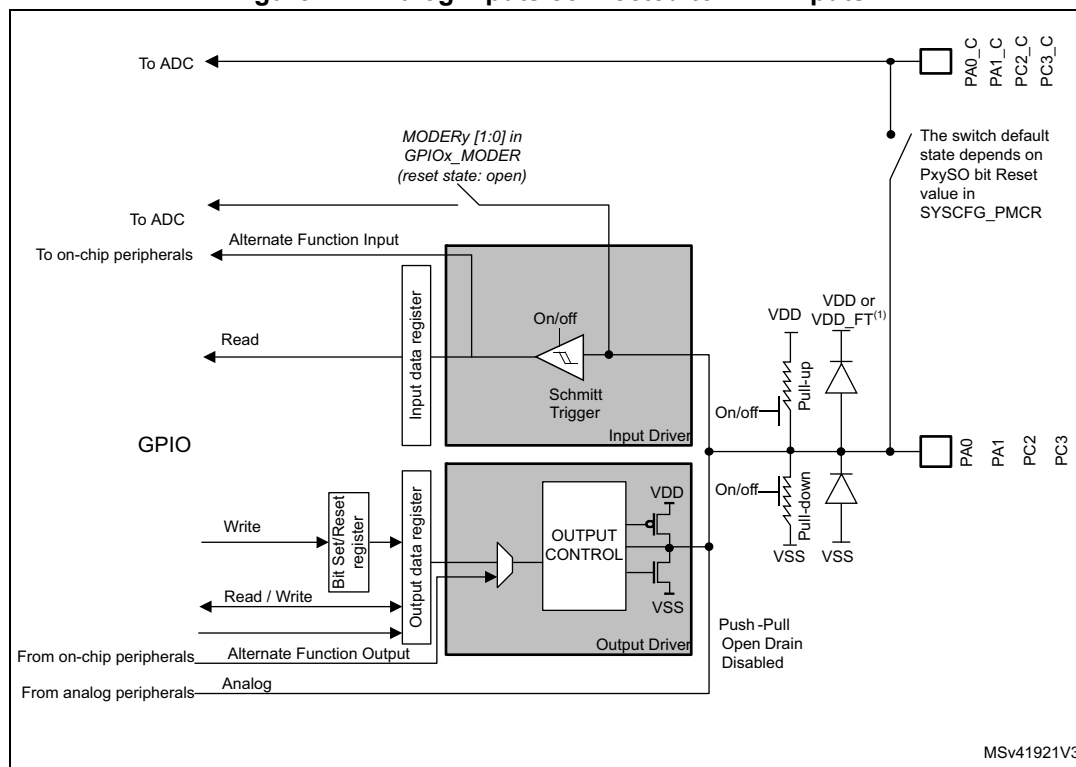 To ADC
PA0_C
PA1_C
PC2_C
PC3_C
MODERy [1:0] in
GPIOx_MODER
(reset state: open)
The switch default
state depends on
PxySO bit Reset
value in
SYSCFG_PMCR
To ADC
Alternate Function Input
To on-chip peripherals
Input data register
On/off
Read
Schmitt
Trigger
Input Driver
VDD
VDD or
VDD_FT(1)
Pull-up
On/off
GPIO
PA0
PA1
PC2
PC3
On/off
Pull-down
VSS
VSS
Write
Bit Set/Reset
register
Output data register
OUTPUT
CONTROL
VDD
VSS
Read / Write
Output Driver
Push -Pull
Open Drain
Disabled
From on-chip peripherals
Alternate Function Output
From analog peripherals
Analog
MSv41921V3